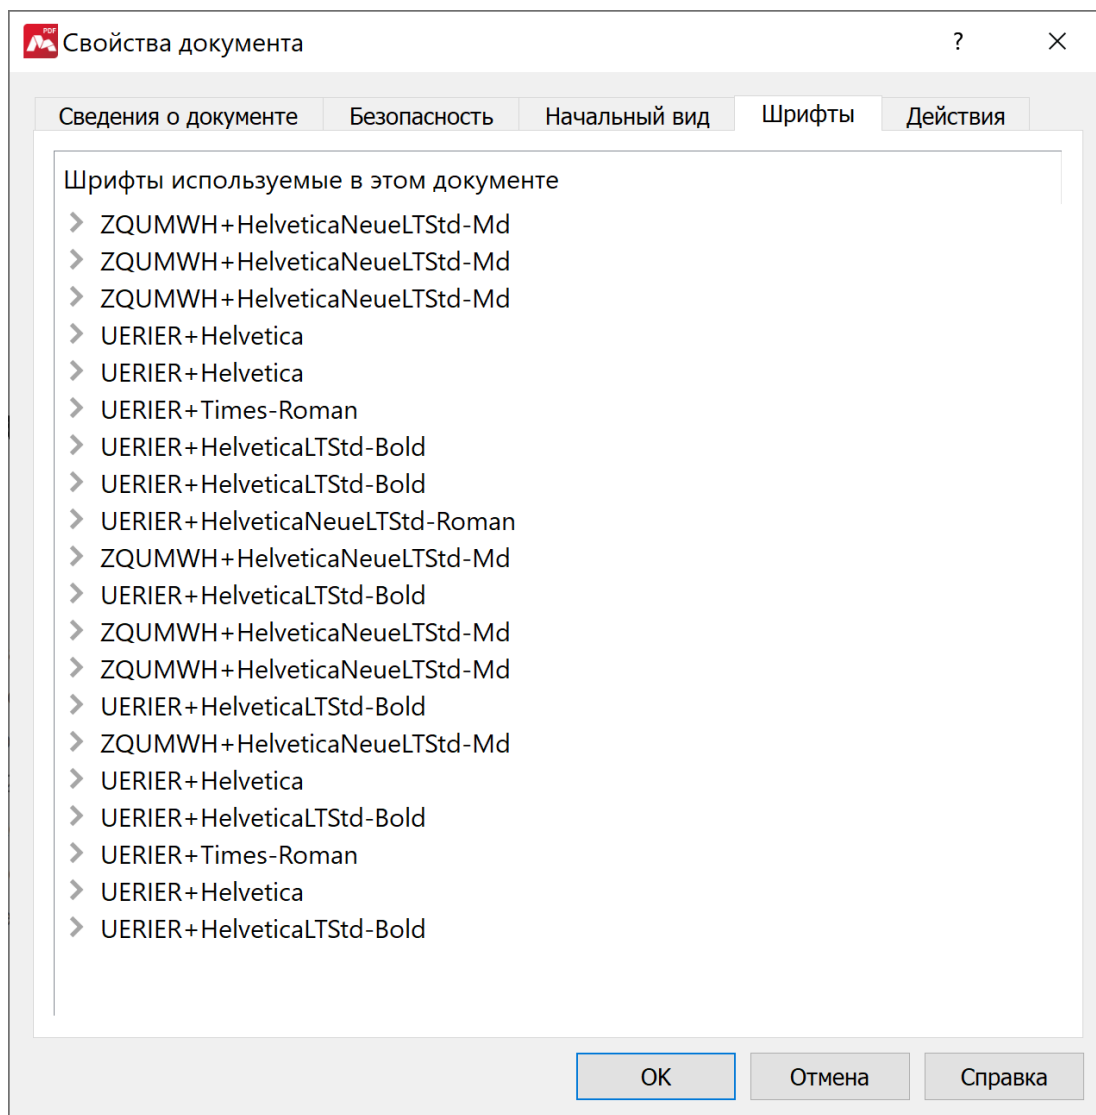 PDF
Свойства документа
?
Сведения о документе Безопасность Начальный вид Шрифты Действия
Шрифты используемые в этом документе
ZQUMWH+HelveticaNeueLTStd-Md
ZQUMWH+HelveticaNeueLTStd-Md
ZQUMWH+HelveticaNeueLTStd-Md
UERIER+Helvetica
UERIER+Helvetica
UERIER+Times-Roman
UERIER+HelveticaLTStd-Bold
UERIER+HelveticaLTStd-Bold
UERIER+HelveticaNeueLTStd-Roman
ZQUMWH+HelveticaNeueLTStd-Md
UERIER+HelveticaLTStd-Bold
ZQUMWH+HelveticaNeueLTStd-Md
ZQUMWH+HelveticaNeueLTStd-Md
UERIER+HelveticaLTStd-Bold
ZQUMWH+HelveticaNeueLTStd-Md
UERIER+Helvetica
UERIER+HelveticaLTStd-Bold
UERIER+Times-Roman
UERIER+Helvetica
UERIER+HelveticaLTStd-Bold
OK Отмена Справка